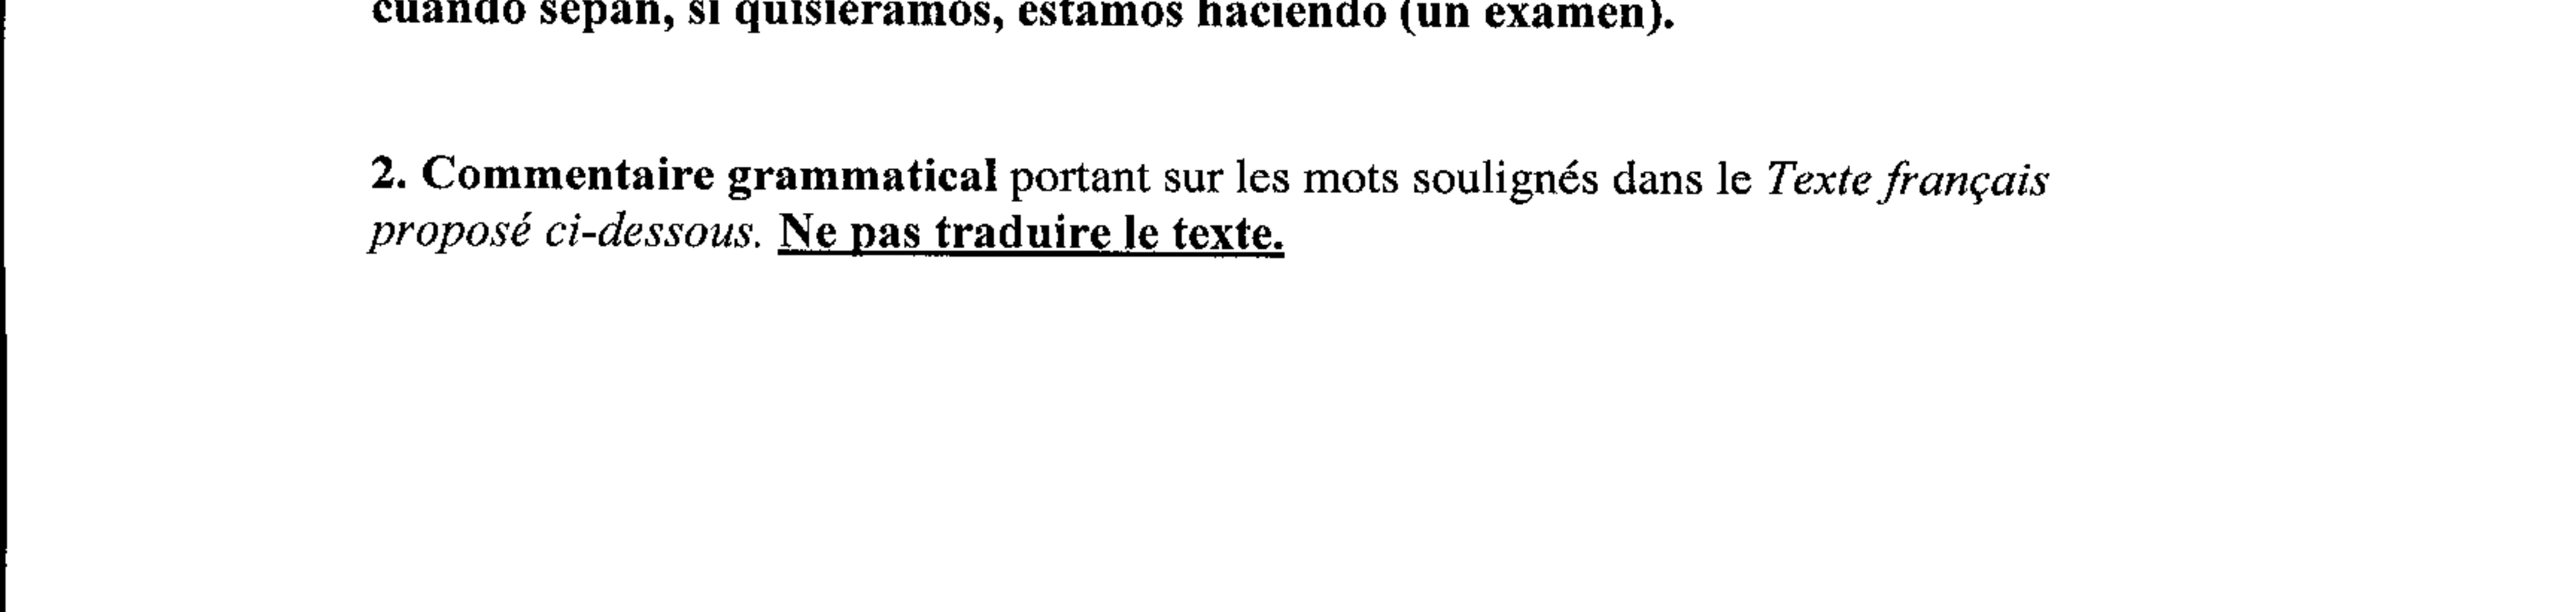 cuando sepan, si quisiéramos, estamos haciendo (un examen).
2. Commentaire grammatical portant sur les mots soulignés dans le Texte français
proposé ci-dessous. Ne pas traduire le texte.